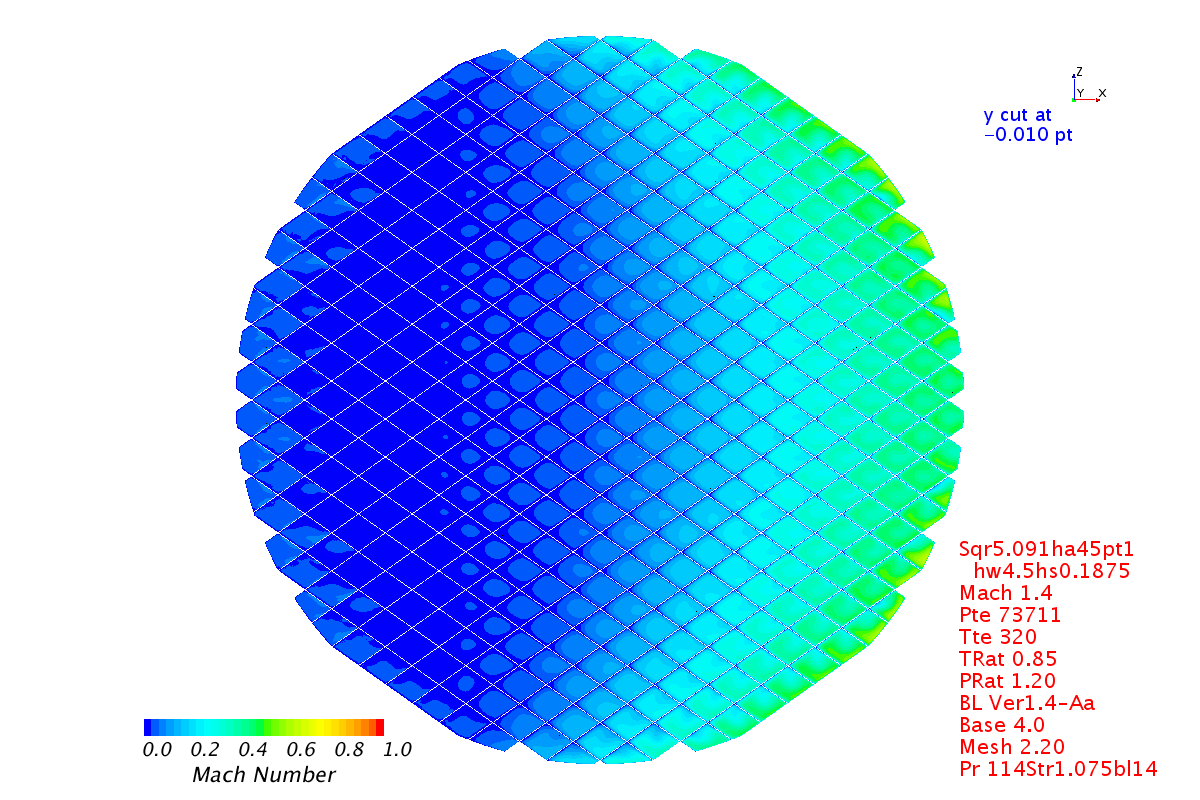 Z
Y X
y cut at
−0.010 pt
Sqr5.091ha45pt1
hw4.5hs0.1875
Mach 1.4
Pte 73711
Tte 320
TRat 0.85
PRat 1.20
BL Ver1.4−Aa
Base 4.0
Mesh 2.20
Pr 114Str1.075bl14
0.0 0.2 0.4 0.6 0.8 1.0
Mach Number